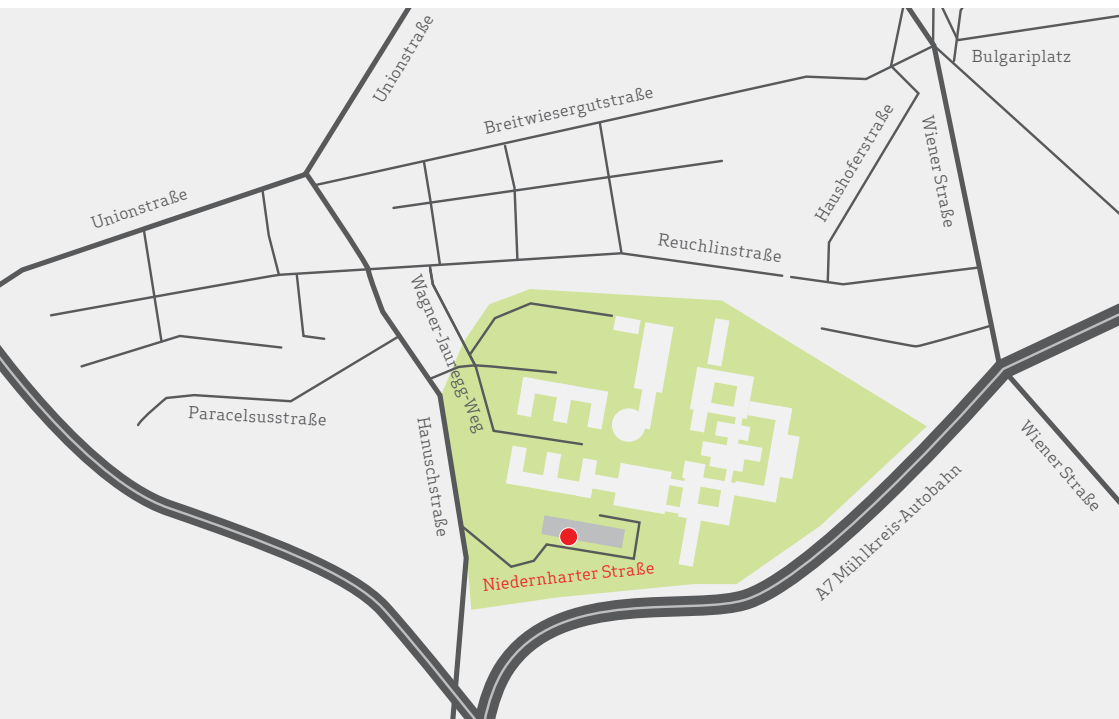 Unionstraße
Bulgariplatz
Breitwiesergutstraße
Haushoferstraße
Wiener Straße
Unionstraße
Reuchlinstraße
Wagner-Jauregg-Weg
Paracelsusstraße
Hanuschstraße
Wiener Straße
A7 Mühlkreis-Autobahn
Niedernharter Straße